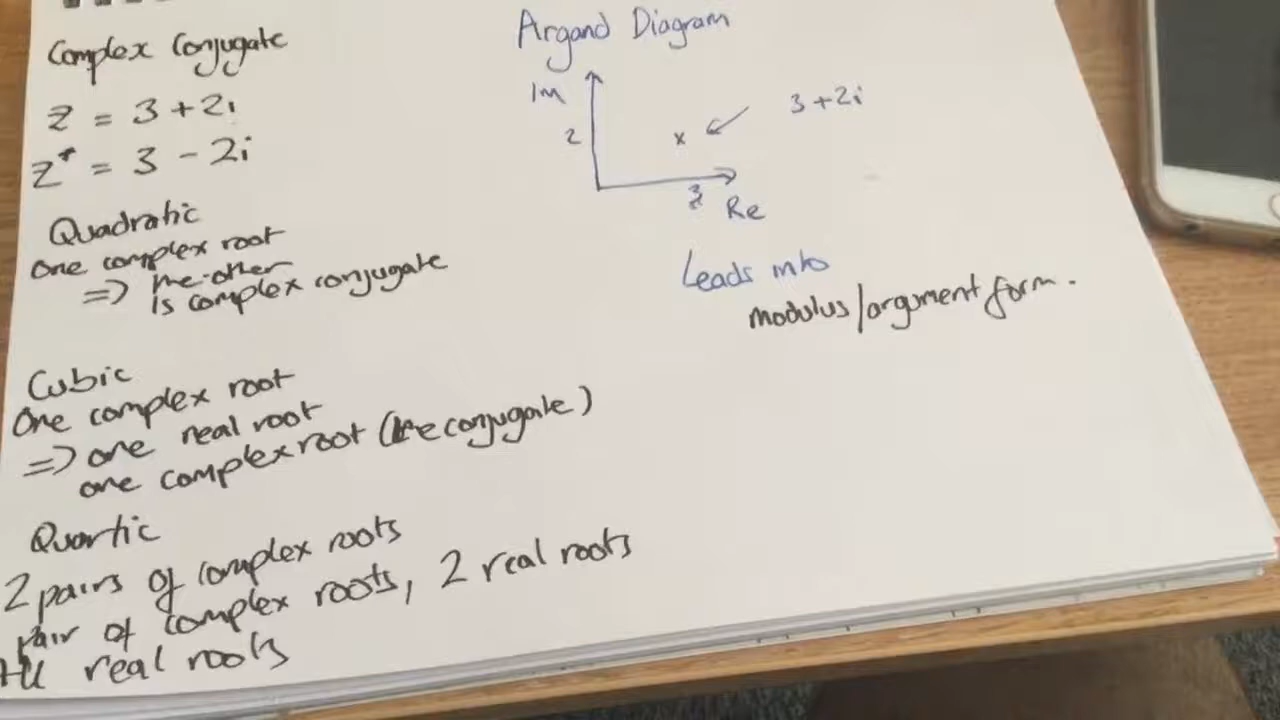 Complex Conjugate
z = 3 + 2i
z* = 3 - 2i
Quadratic
One complex root
=> the other
is complex conjugate
Cubic
One complex root
=> one real root
one complex root (the conjugate)
Quartic
2 pairs of complex roots
pair of complex roots, 2 real roots
All real roots
Argand Diagram
Im
2
3+2i
3
Re
Leads into
modulus/argument form.